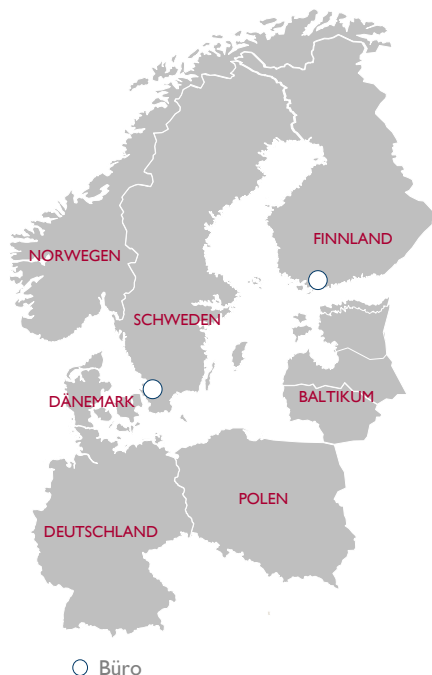 FINNLAND
NORWEGEN
SCHWEDEN
BALTIKUM
DÄNEMARK
POLEN
DEUTSCHLAND
Büro